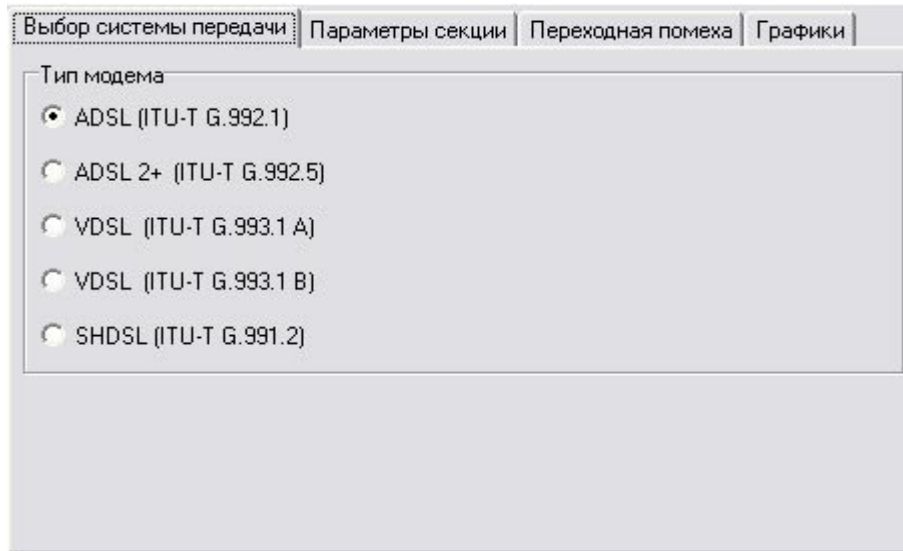 Выбор системы передачи Параметры секции Переходная помеха Графики
Тип модема
ADSL (ITU-T G.992.1)
ADSL 2+ (ITU-T G.992.5)
VDSL (ITU-T G.993.1 A)
VDSL (ITU-T G.993.1 B)
SHDSL (ITU-T G.991.2)